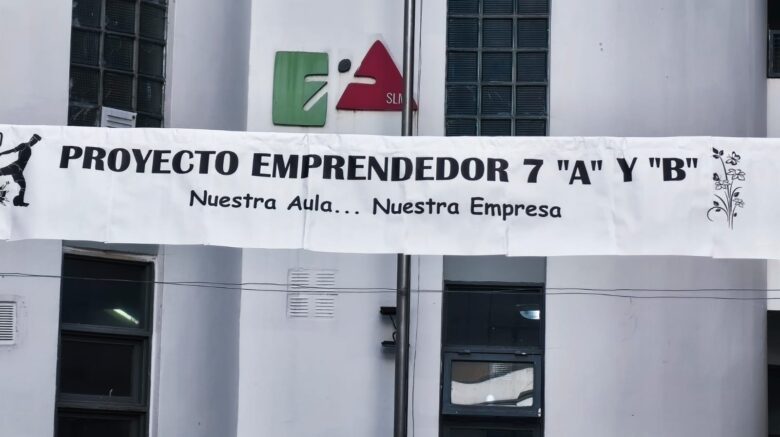 SLM
PROYECTO EMPRENDEDOR 7 "A" Y "B"
Nuestra Aula... Nuestra Empresa